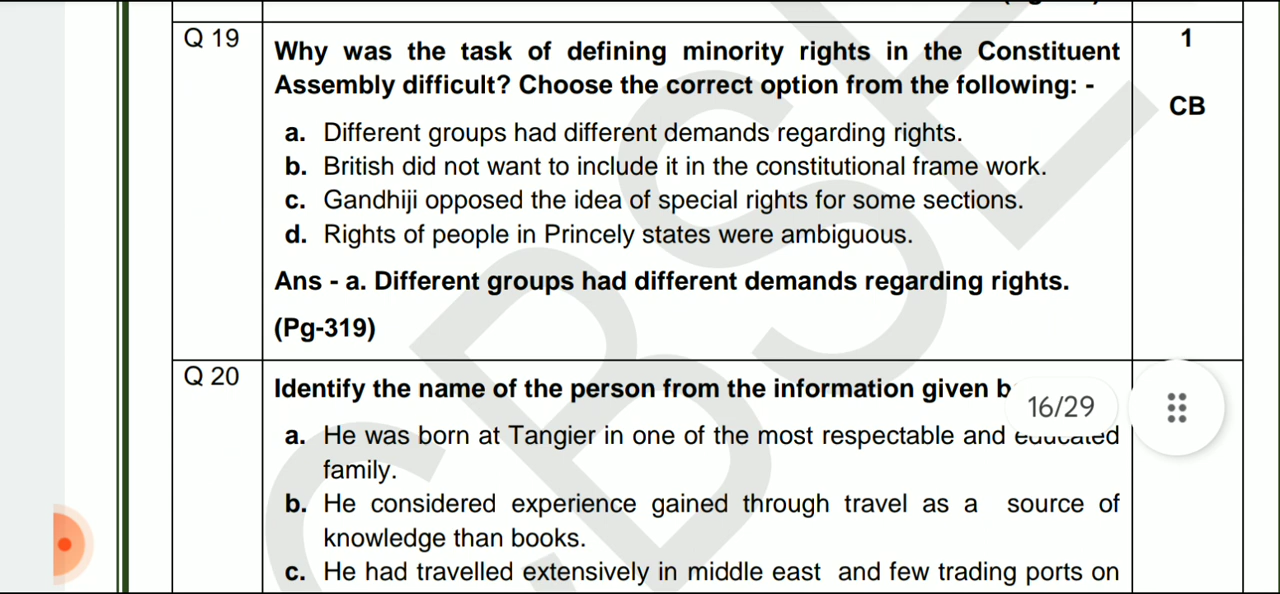 Q 19
Why was the task of defining minority rights in the Constituent
Assembly difficult? Choose the correct option from the following: -
a. Different groups had different demands regarding rights.
b. British did not want to include it in the constitutional frame work.
c. Gandhiji opposed the idea of special rights for some sections.
d. Rights of people in Princely states were ambiguous.
Ans - a. Different groups had different demands regarding rights.
(Pg-319)
1
CB
Q 20
Identify the name of the person from the information given
16/29
a. He was born at Tangier in one of the most respectable and educated
family.
b. He considered experience gained through travel as a source of
knowledge than books.
c. He had travelled extensively in middle east and few trading ports on
CBSE